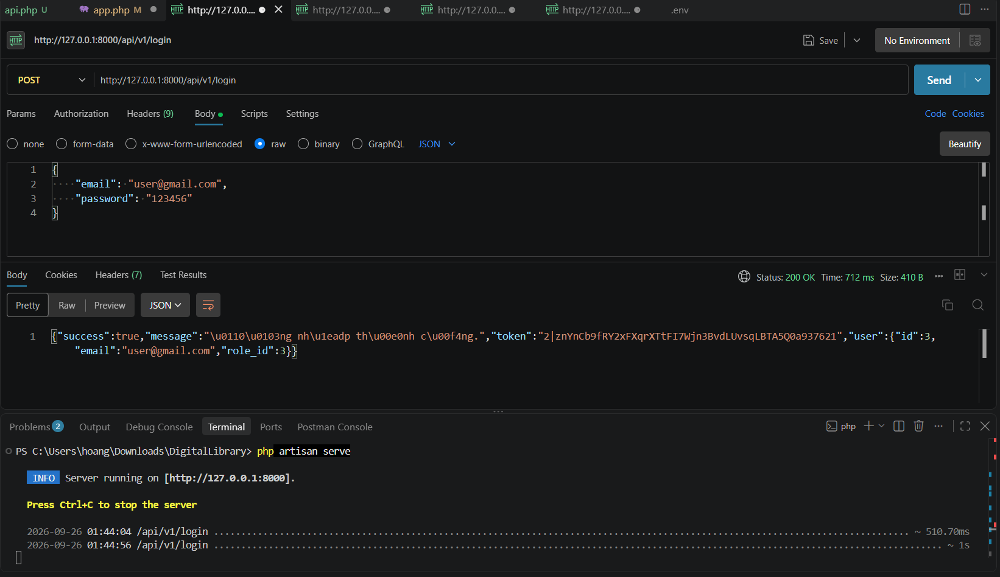 api.php U app.php M http://127.0.0.... http://127.0.0.... http://127.0.0.... http://127.0.0.... .env
HTTP http://127.0.0.1:8000/api/v1/login Save No Environment
POST http://127.0.0.1:8000/api/v1/login Send
Params Authorization Headers (9) Body Scripts Settings Code Cookies
none form-data x-www-form-urlencoded raw binary GraphQL JSON Beautify
1 {
2 "email": "user@gmail.com",
3 "password": "123456"
4 }
Body Cookies Headers (7) Test Results Status: 200 OK Time: 712 ms Size: 410 B
Pretty Raw Preview JSON
1 {"success":true,"message":"\u0110\u0103ng nh\u1eadp th\u00e0nh c\u00f4ng.","token":"2|znYnCb9fRY2xFXqrXTtFI7Wjn3BvdLUvsqLBTA5Q0a937621","user":{"id":3,
"email":"user@gmail.com","role_id":3}}
Problems 2 Output Debug Console Terminal Ports Postman Console php
PS C:\Users\hoang\Downloads\DigitalLibrary> php artisan serve
INFO Server running on [http://127.0.0.1:8000].
Press Ctrl+C to stop the server
2026-09-26 01:44:04 /api/v1/login ........ ~ 510.70ms
2026-09-26 01:44:56 /api/v1/login ........ ~ 1s